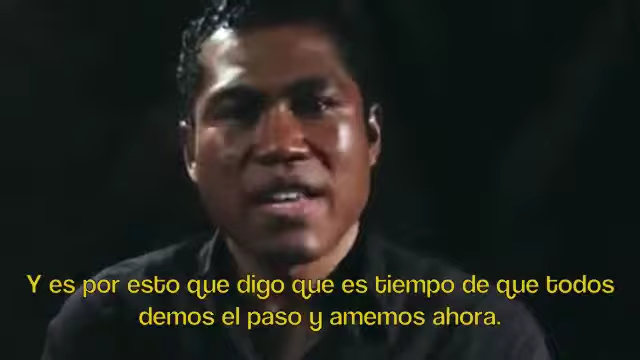 Y es por esto que digo que es tiempo de que todos
demos el paso y amemos ahora.